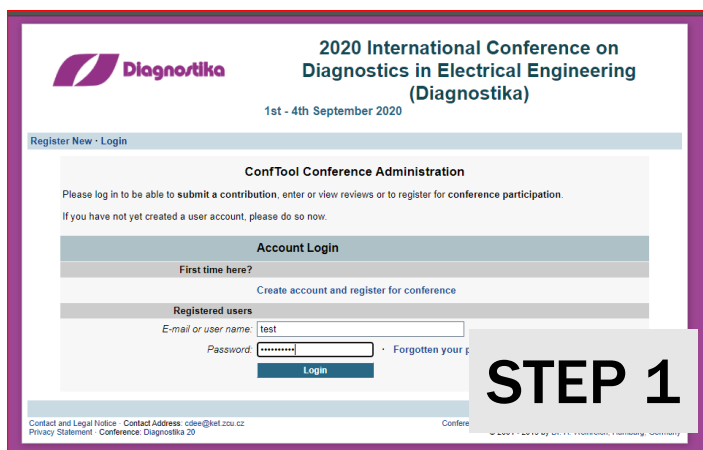 Diagnostika
2020 International Conference on
Diagnostics in Electrical Engineering
(Diagnostika)
1st - 4th September 2020
Register New · Login
ConfTool Conference Administration
Please log in to be able to submit a contribution, enter or view reviews or to register for conference participation.
If you have not yet created a user account, please do so now.
Account Login
First time here?
Create account and register for conference
Registered users
E-mail or user name: test
Password: ••••••••••
· Forgotten your p
Login
STEP 1
Contact and Legal Notice · Contact Address: cdee@ket.zcu.cz
Privacy Statement · Conference: Diagnostika 20
Confere